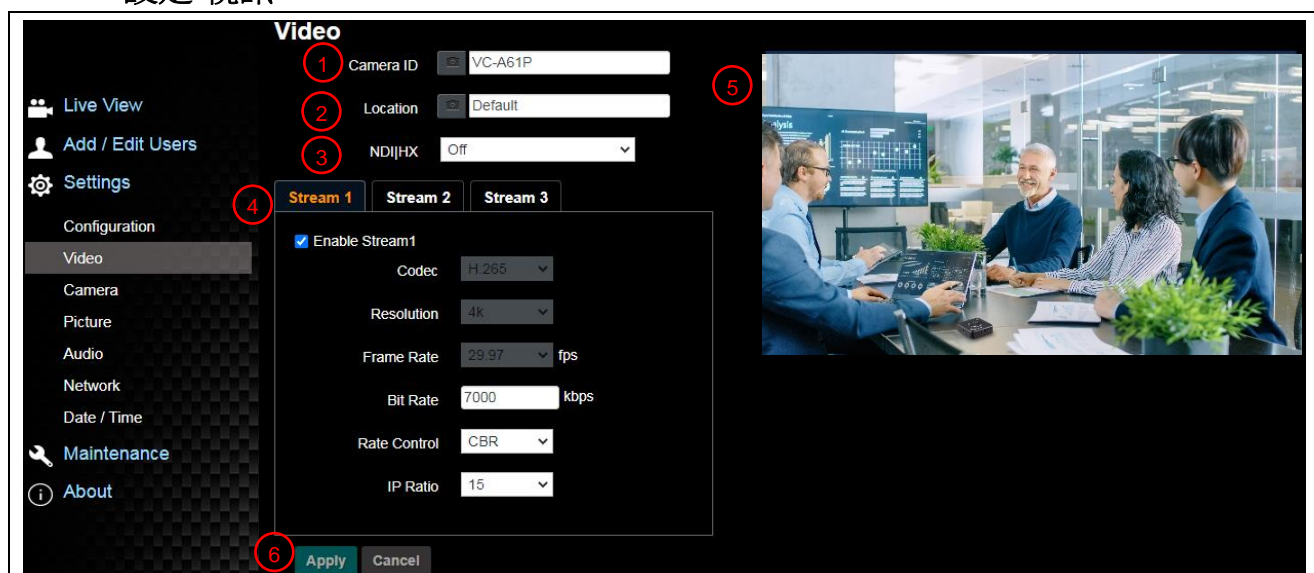 Video
1 Camera ID VC-A61P
2 Location Default
3 NDI|HX Off
4 Stream 1 Stream 2 Stream 3
Enable Stream1
Codec H.265
Resolution 4k
Frame Rate 29.97 fps
Bit Rate 7000 kbps
Rate Control CBR
IP Ratio 15
6 Apply Cancel
Live View
Add / Edit Users
Settings
Configuration
Video
Camera
Picture
Audio
Network
Date / Time
Maintenance
About
5
alysis